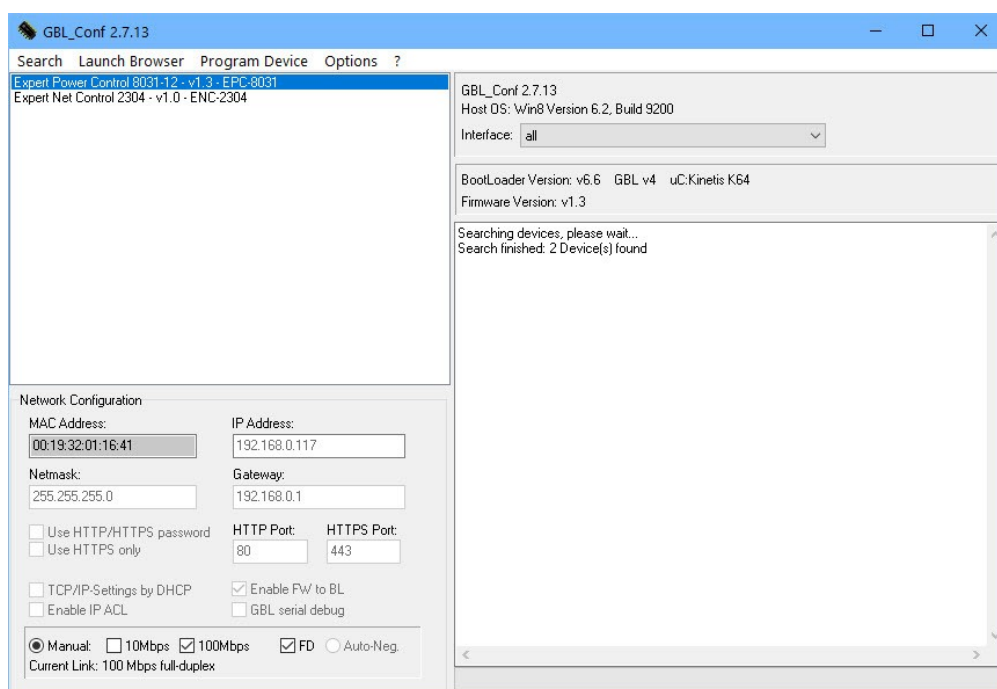 GBL_Conf 2.7.13
Search Launch Browser Program Device Options ?
Expert Power Control 8031-12 - v1.3 - EPC-8031
Expert Net Control 2304 - v1.0 - ENC-2304
GBL_Conf 2.7.13
Host OS: Win8 Version 6.2, Build 9200
Interface: all
BootLoader Version: v6.6 GBL v4 uC:Kinetis K64
Firmware Version: v1.3
Searching devices, please wait...
Search finished: 2 Device(s) found
Network Configuration
MAC Address: IP Address:
00:19:32:01:16:41 192.168.0.117
Netmask: Gateway:
255.255.255.0 192.168.0.1
Use HTTP/HTTPS password HTTP Port: HTTPS Port:
Use HTTPS only 80 443
TCP/IP-Settings by DHCP Enable FW to BL
Enable IP ACL GBL serial debug
Manual: 10Mbps 100Mbps FD Auto-Neg.
Current Link: 100 Mbps full-duplex